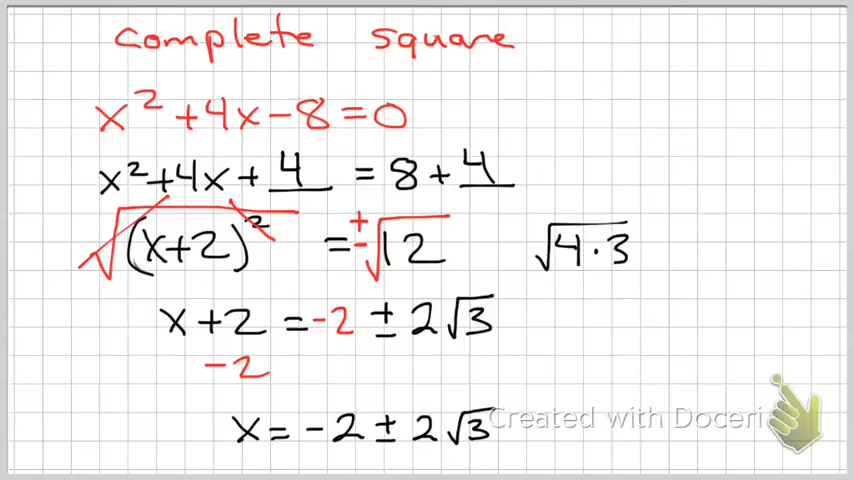 complete square
x² + 4x - 8 = 0
x² + 4x + 4 = 8 + 4
√(x+2)² = ±√12 √4·3
x + 2 = -2 ± 2√3
-2
x = -2 ± 2√3
Created with Doceri